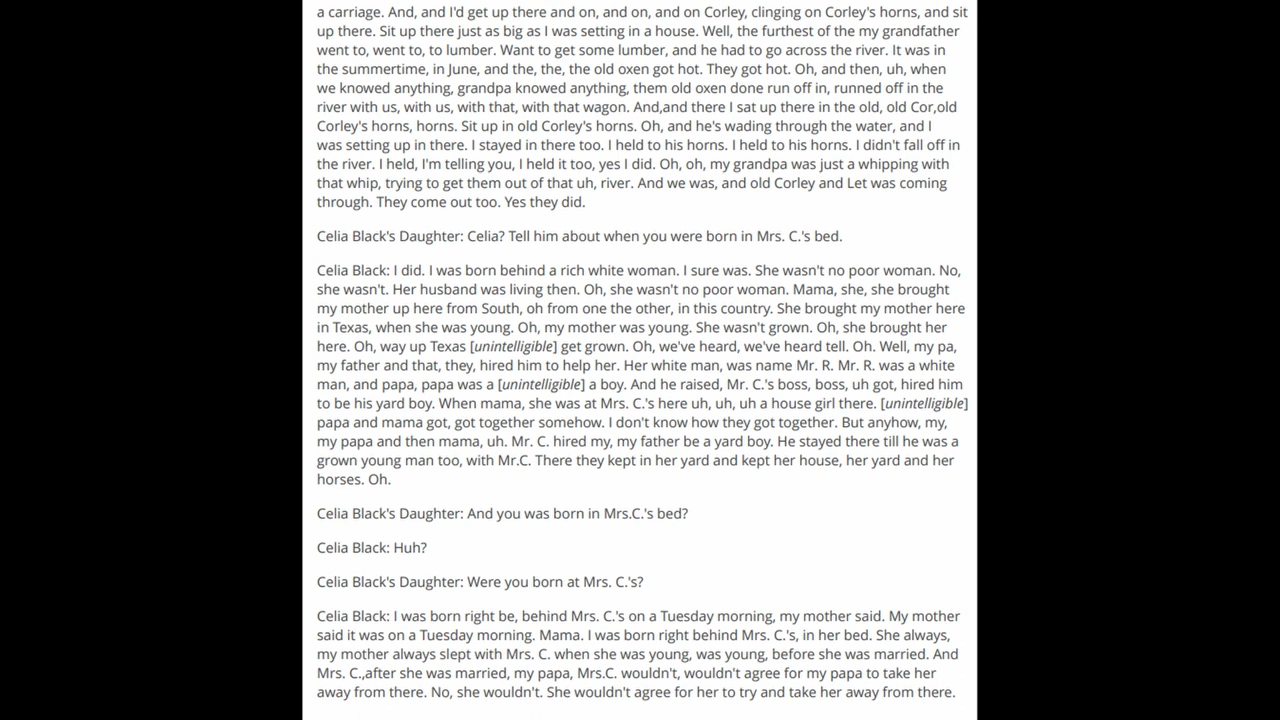 a carriage. And, and I'd get up there and on, and on, and on Corley, clinging on Corley's horns, and sit
up there. Sit up there just as big as I was setting in a house. Well, the furthest of the my grandfather
went to, went to, to lumber. Want to get some lumber, and he had to go across the river. It was in
the summertime, in June, and the, the, the old oxen got hot. They got hot. Oh, and then, uh, when
we knowed anything, grandpa knowed anything, them old oxen done run off in, runned off in the
river with us, with us, with that, with that wagon. And,and there I sat up there in the old, old Cor,old
Corley's horns, horns. Sit up in old Corley's horns. Oh, and he's wading through the water, and I
was setting up in there. I stayed in there too. I held to his horns. I held to his horns. I didn't fall off in
the river. I held, I'm telling you, I held it too, yes I did. Oh, oh, my grandpa was just a whipping with
that whip, trying to get them out of that uh, river. And we was, and old Corley and Let was coming
through. They come out too. Yes they did.
Celia Black's Daughter: Celia? Tell him about when you were born in Mrs. C.'s bed.
Celia Black: I did. I was born behind a rich white woman. I sure was. She wasn't no poor woman. No,
she wasn't. Her husband was living then. Oh, she wasn't no poor woman. Mama, she, she brought
my mother up here from South, oh from one the other, in this country. She brought my mother here
in Texas, when she was young. Oh, my mother was young. She wasn't grown. Oh, she brought her
here. Oh, way up Texas [unintelligible] get grown. Oh, we've heard, we've heard tell. Oh. Well, my pa,
my father and that, they, hired him to help her. Her white man, was name Mr. R. Mr. R. was a white
man, and papa, papa was a [unintelligible] a boy. And he raised, Mr. C.'s boss, boss, uh got, hired him
to be his yard boy. When mama, she was at Mrs. C.'s here uh, uh, uh a house girl there. [unintelligible]
papa and mama got, got together somehow. I don't know how they got together. But anyhow, my,
my papa and then mama, uh. Mr. C. hired my, my father be a yard boy. He stayed there till he was a
grown young man too, with Mr.C. There they kept in her yard and kept her house, her yard and her
horses. Oh.
Celia Black's Daughter: And you was born in Mrs.C.'s bed?
Celia Black: Huh?
Celia Black's Daughter: Were you born at Mrs. C.'s?
Celia Black: I was born right be, behind Mrs. C.'s on a Tuesday morning, my mother said. My mother
said it was on a Tuesday morning. Mama. I was born right behind Mrs. C.'s, in her bed. She always,
my mother always slept with Mrs. C. when she was young, was young, before she was married. And
Mrs. C.,after she was married, my papa, Mrs.C. wouldn't, wouldn't agree for my papa to take her
away from there. No, she wouldn't. She wouldn't agree for her to try and take her away from there.